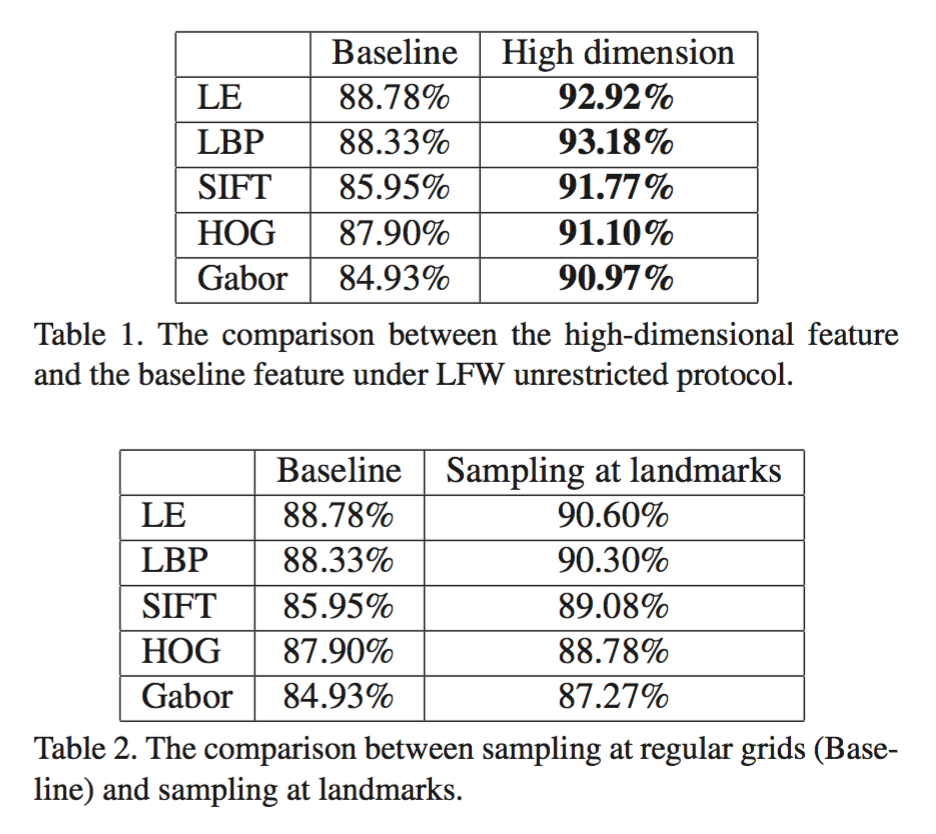 Baseline High dimension
LE 88.78% 92.92%
LBP 88.33% 93.18%
SIFT 85.95% 91.77%
HOG 87.90% 91.10%
Gabor 84.93% 90.97%
Table 1. The comparison between the high-dimensional feature
and the baseline feature under LFW unrestricted protocol.
Baseline Sampling at landmarks
LE 88.78% 90.60%
LBP 88.33% 90.30%
SIFT 85.95% 89.08%
HOG 87.90% 88.78%
Gabor 84.93% 87.27%
Table 2. The comparison between sampling at regular grids (Base-
line) and sampling at landmarks.